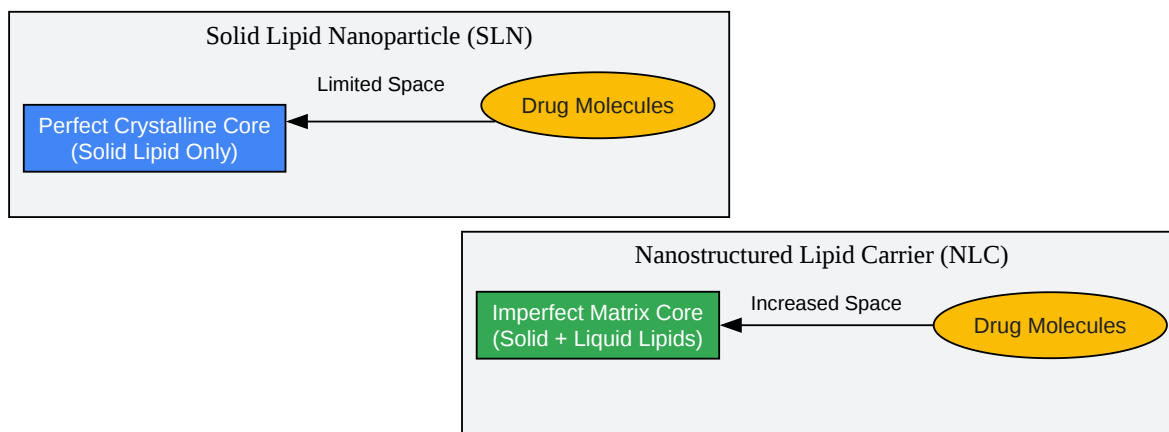 Solid Lipid Nanoparticle (SLN)
Limited Space
Drug Molecules
Perfect Crystalline Core
(Solid Lipid Only)
Nanostructured Lipid Carrier (NLC)
Imperfect Matrix Core
(Solid + Liquid Lipids)
Increased Space
Drug Molecules